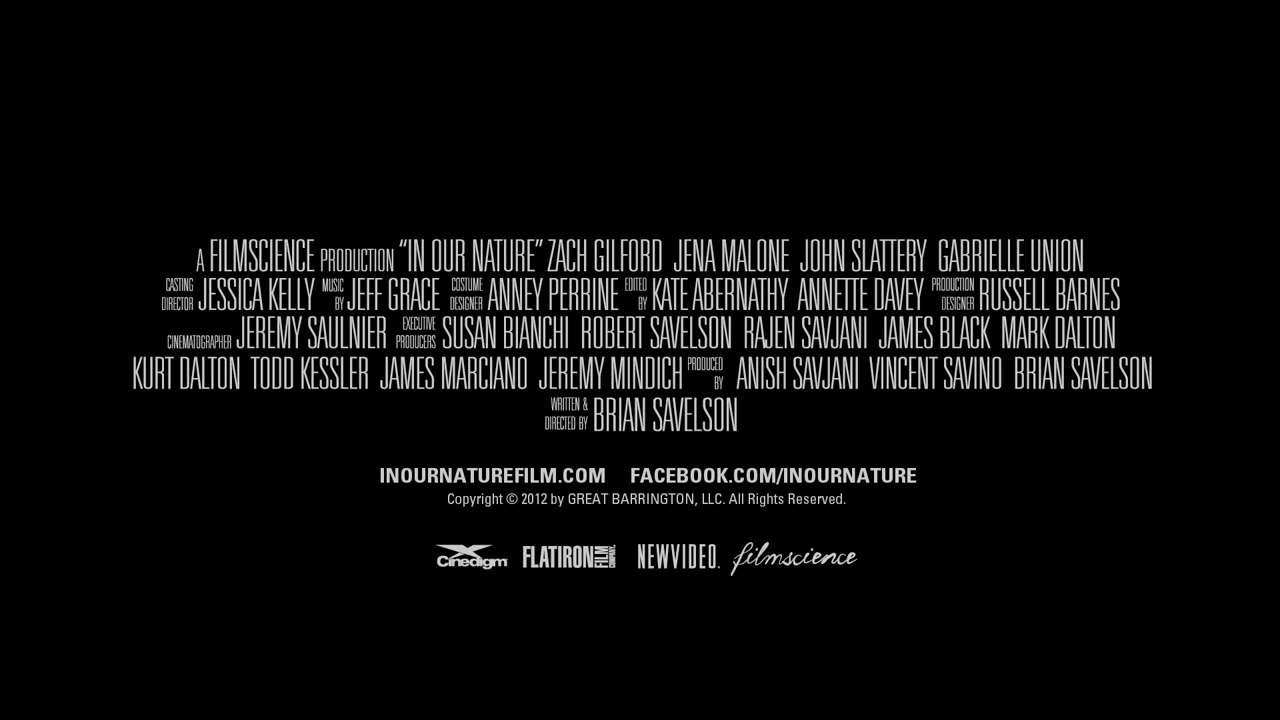 A FILMSCIENCE PRODUCTION “IN OUR NATURE” ZACH GILFORD JENA MALONE JOHN SLATTERY GABRIELLE UNION
CASTING DIRECTOR JESSICA KELLY MUSIC BY JEFF GRACE COSTUME DESIGNER ANNEY PERRINE EDITED BY KATE ABERNATHY ANNETTE DAVEY PRODUCTION DESIGNER RUSSELL BARNES
CINEMATOGRAPHER JEREMY SAULNIER EXECUTIVE PRODUCERS SUSAN BIANCHI ROBERT SAVELSON RAJEN SAVJANI JAMES BLACK MARK DALTON
KURT DALTON TODD KESSLER JAMES MARCIANO JEREMY MINDICH PRODUCED BY ANISH SAVJANI VINCENT SAVINO BRIAN SAVELSON
WRITTEN & DIRECTED BY BRIAN SAVELSON
INOURNATUREFILM.COM FACEBOOK.COM/INOURNATURE
Copyright © 2012 by GREAT BARRINGTON, LLC. All Rights Reserved.
Cinedigm FLATIRON FILM COMPANY. NEWVIDEO. filmscience